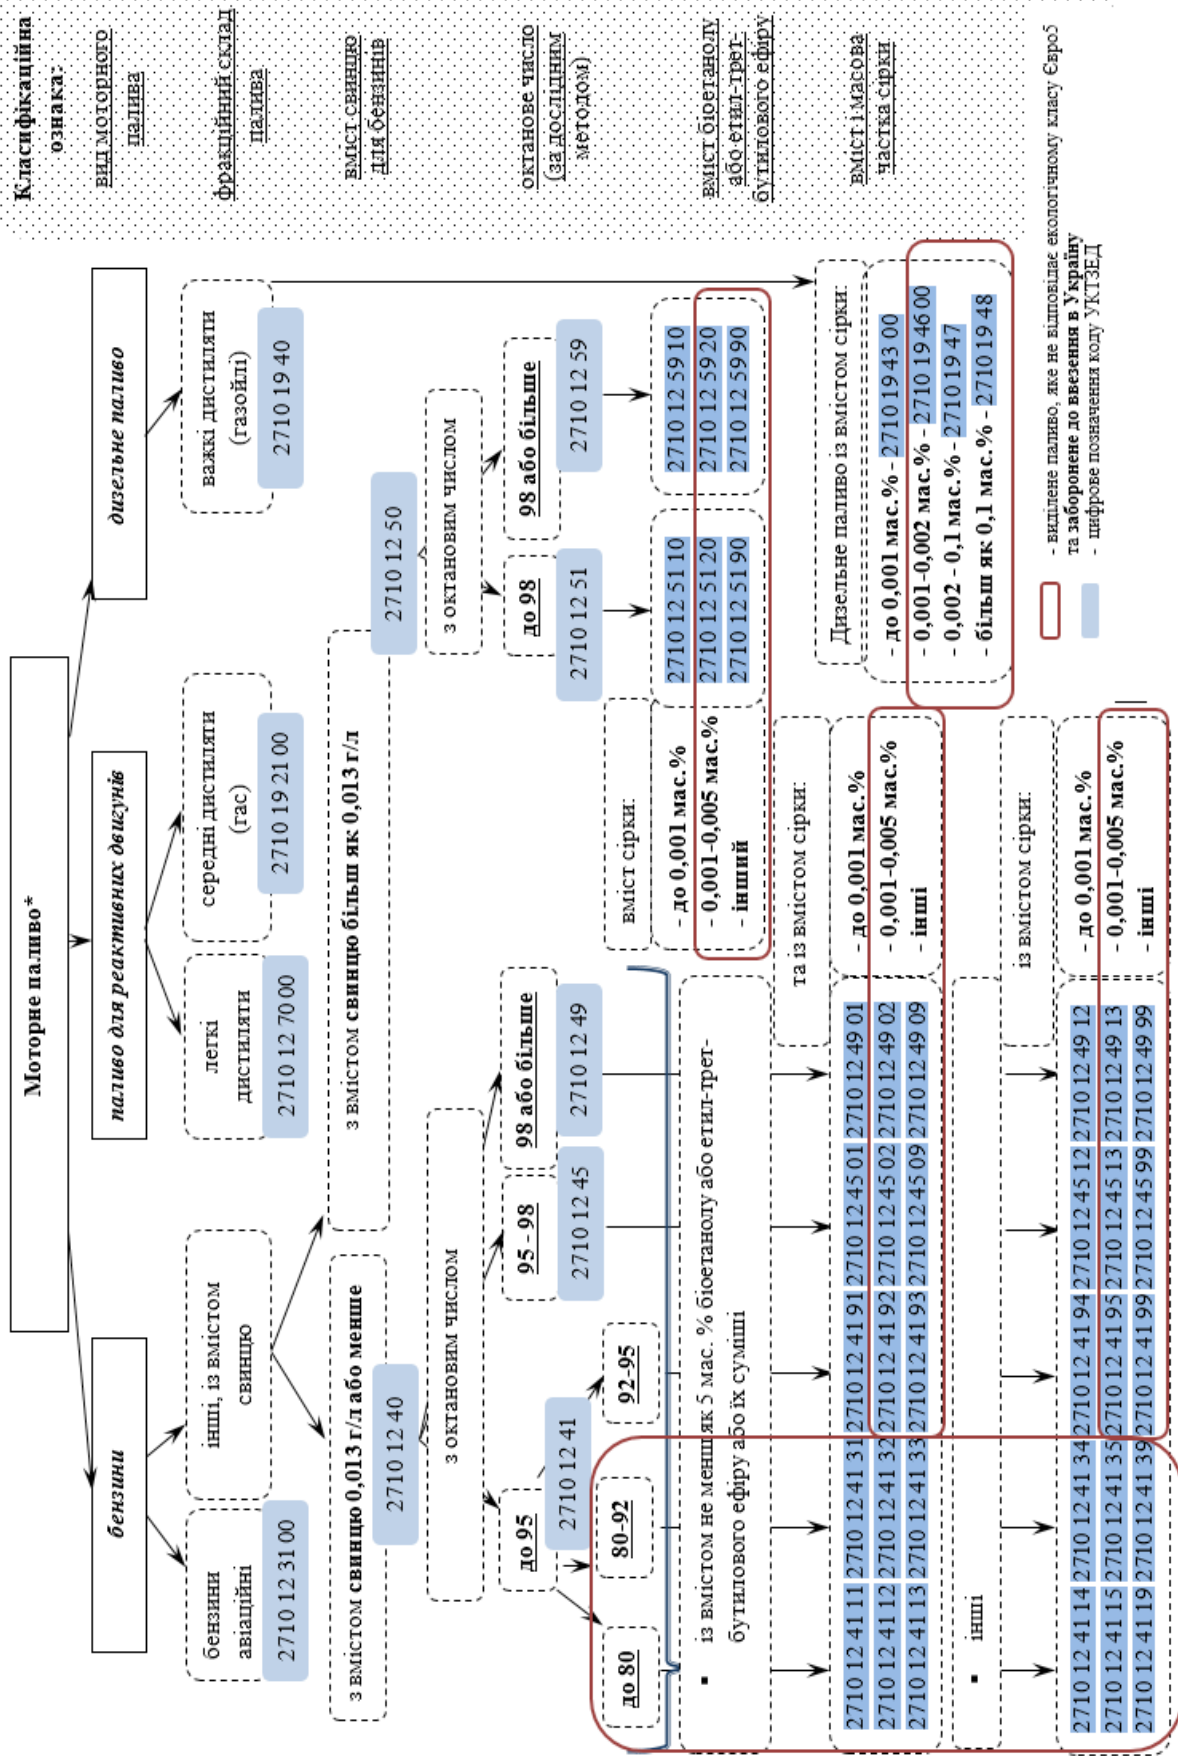 Класифікаційна
ознака:
вид моторного
палива
фракційний склад
палива
вміст свинцю
для бензинів
октанове число
(за дослідним
методом)
вміст біоетанолу
або етил-трет-
бутилового ефіру
вміст і масова
частка сірки
Моторне паливо*
бензини
паливо для реактивних двигунів
дизельне паливо
бензини
авіаційні
2710 12 31 00
інші, із вмістом
свинцю
легкі
дистиляти
2710 12 70 00
середні дистиляти
(гас)
2710 19 21 00
важкі дистиляти
(газойлі)
2710 19 40
з вмістом свинцю 0,013 г/л або менше
2710 12 40
з вмістом свинцю більш як 0,013 г/л
2710 12 50
з октановим числом
з октановим числом
до 95
2710 12 41
95 - 98
2710 12 45
98 або більше
2710 12 49
до 98
2710 12 51
98 або більше
2710 12 59
до 80
80-92
92-95
▪ із вмістом не менш як 5 мас. % біоетанолу або етил-трет-
бутилового ефіру або їх суміші
вміст сірки:
- до 0,001 мас.%
- 0,001-0,005 мас.%
- інший
2710 12 51 10
2710 12 51 20
2710 12 51 90
2710 12 59 10
2710 12 59 20
2710 12 59 90
та із вмістом сірки:
2710 12 41 11 2710 12 41 31 2710 12 41 91 2710 12 45 01 2710 12 49 01 - до 0,001 мас.%
2710 12 41 12 2710 12 41 32 2710 12 41 92 2710 12 45 02 2710 12 49 02 - 0,001-0,005 мас.%
2710 12 41 13 2710 12 41 33 2710 12 41 93 2710 12 45 09 2710 12 49 09 - інші
Дизельне паливо із вмістом сірки:
- до 0,001 мас.% - 2710 19 43 00
- 0,001-0,002 мас.% - 2710 19 46 00
- 0,002 - 0,1 мас.% - 2710 19 47
- більш як 0,1 мас.% - 2710 19 48
▪ інші
із вмістом сірки:
2710 12 41 14 2710 12 41 34 2710 12 41 94 2710 12 45 12 2710 12 49 12 - до 0,001 мас.%
2710 12 41 15 2710 12 41 35 2710 12 41 95 2710 12 45 13 2710 12 49 13 - 0,001-0,005 мас.%
2710 12 41 19 2710 12 41 39 2710 12 41 99 2710 12 45 99 2710 12 49 99 - інші
- виділене паливо, яке не відповідає екологічному класу Євро5
та заборонене до ввезення в Україну
- цифрове позначення коду УКТЗЕД